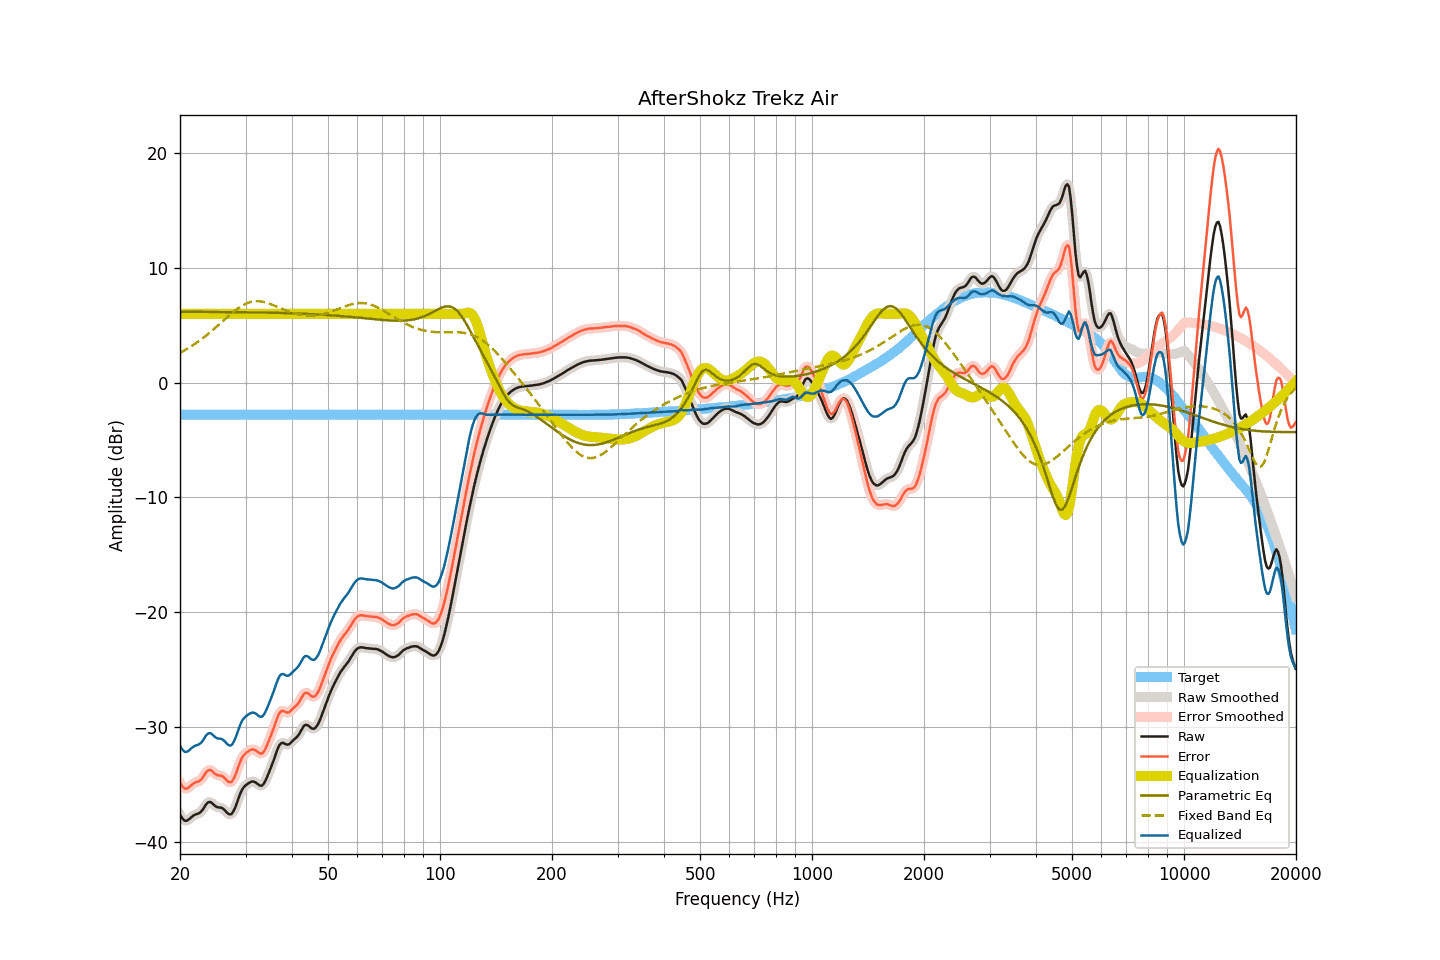 AfterShokz Trekz Air
20
10
0
−10
−20
−30
−40
Amplitude (dBr)
20 50 100 200 500 1000 2000 5000 10000 20000
Frequency (Hz)
Target
Raw Smoothed
Error Smoothed
Raw
Error
Equalization
Parametric Eq
Fixed Band Eq
Equalized